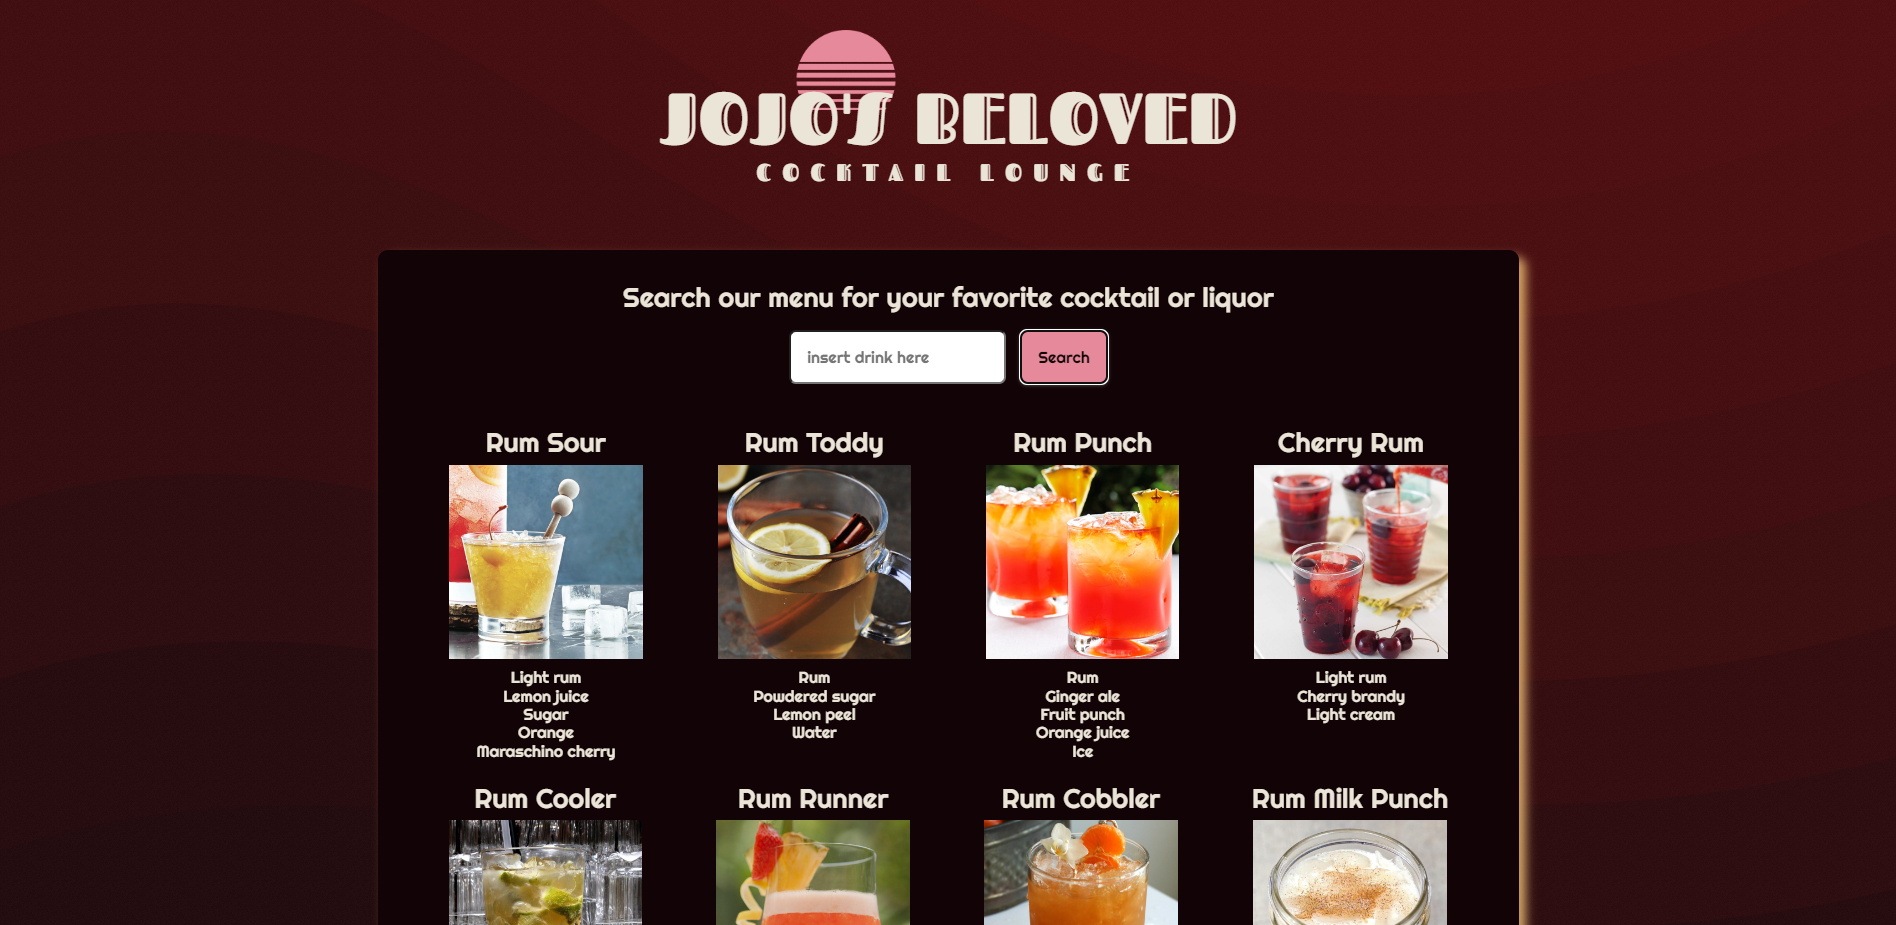 JOJO'S BELOVED
COCKTAIL LOUNGE
Search our menu for your favorite cocktail or liquor
insert drink here
Search
Rum Sour
Rum Toddy
Rum Punch
Cherry Rum
Light rum
Lemon juice
Sugar
Orange
Maraschino cherry
Rum
Powdered sugar
Lemon peel
Water
Rum
Ginger ale
Fruit punch
Orange juice
Ice
Light rum
Cherry brandy
Light cream
Rum Cooler
Rum Runner
Rum Cobbler
Rum Milk Punch